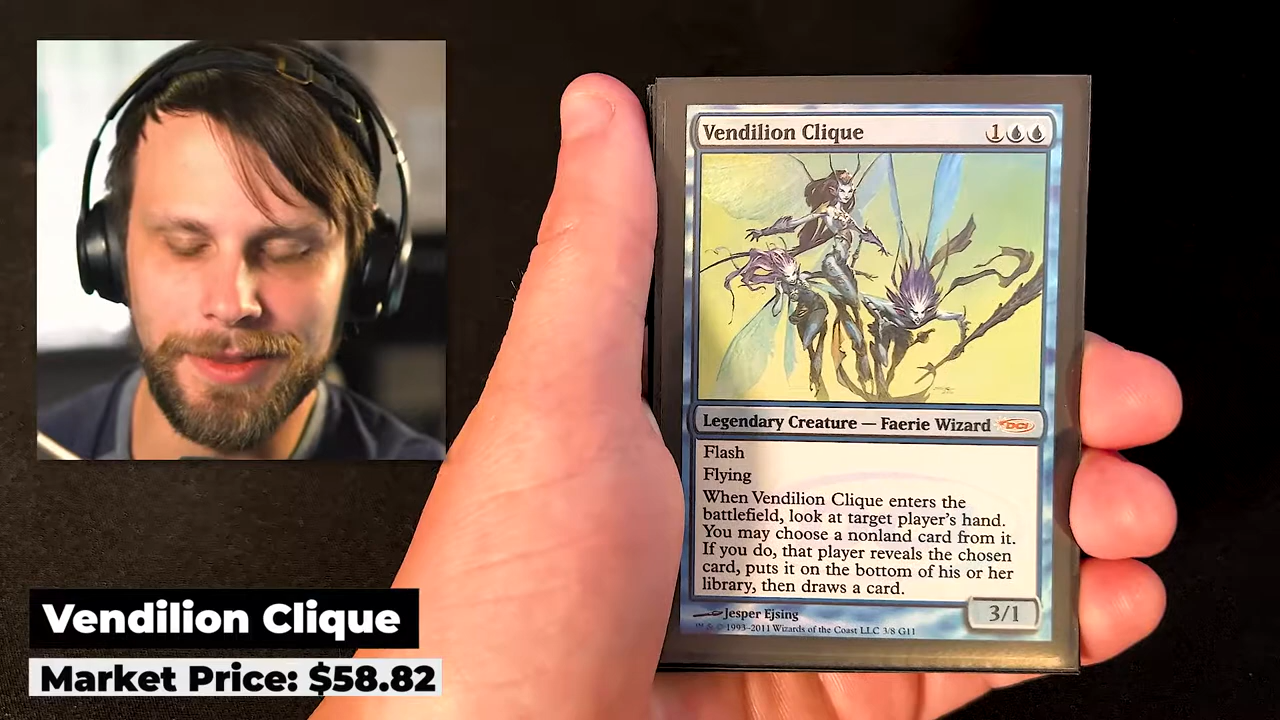 Vendilion Clique
1
Legendary Creature — Faerie Wizard DCI
Flash
Flying
When Vendilion Clique enters the
battlefield, look at target player's hand.
You may choose a nonland card from it.
If you do, that player reveals the chosen
card, puts it on the bottom of his or her
library, then draws a card.
Jesper Ejsing
3/1
™ & © 1993–2011 Wizards of the Coast LLC 3/8 G11
Vendilion Clique
Market Price: $58.82